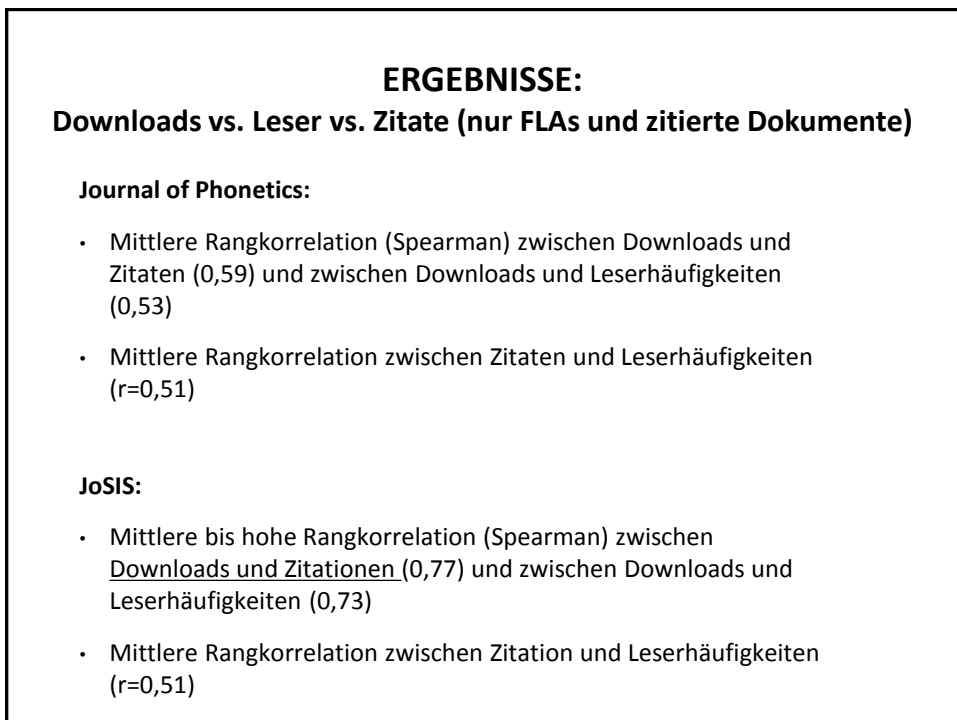 ERGEBNISSE:
Downloads vs. Leser vs. Zitate (nur FLAs und zitierte Dokumente)
Journal of Phonetics:
• Mittlere Rangkorrelation (Spearman) zwischen Downloads und
Zitaten (0,59) und zwischen Downloads und Leserhäufigkeiten
(0,53)
• Mittlere Rangkorrelation zwischen Zitaten und Leserhäufigkeiten
(r=0,51)
JoSIS:
• Mittlere bis hohe Rangkorrelation (Spearman) zwischen
Downloads und Zitationen (0,77) und zwischen Downloads und
Leserhäufigkeiten (0,73)
• Mittlere Rangkorrelation zwischen Zitation und Leserhäufigkeiten
(r=0,51)